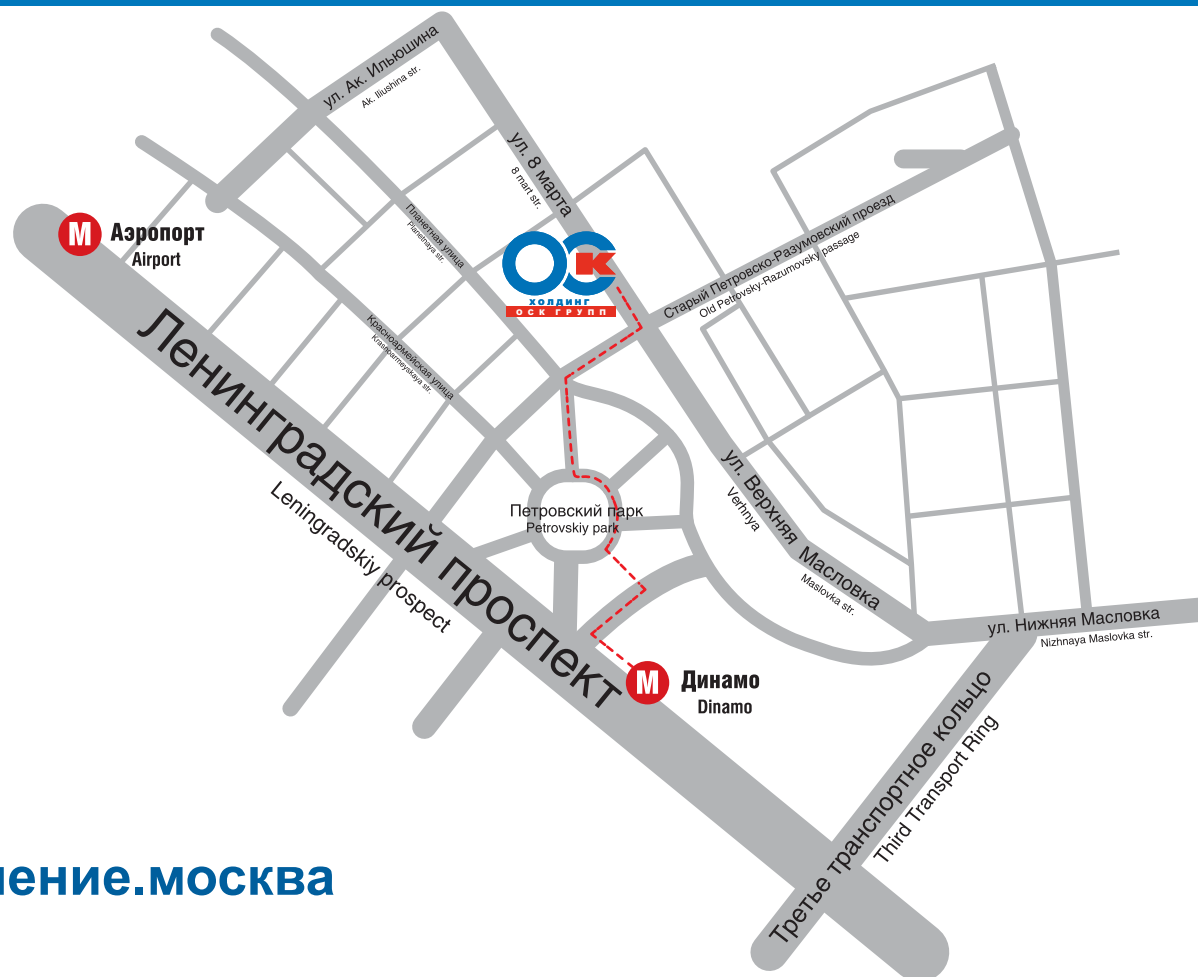 ул. Ак. Ильюшина
Ak. Iliushina str.
ул. 8 марта
8 mart str.
М
Аэропорт
Airport
Планетная улица
Planetnaya str.
Старый Петровско-Разумовский проезд
Old Petrovsky-Razumovsky passage
ОСК
ХОЛДИНГ
ОСК ГРУПП
Красноармейская улица
Krasnoarmeyskaya str.
Ленинградский проспект
Leningradskiy prospect
Петровский парк
Petrovskiy park
ул. Верхняя Масловка
Verhnya Maslovka str.
ул. Нижняя Масловка
Nizhnaya Maslovka str.
М
Динамо
Dinamo
Третье транспортное кольцо
Third Transport Ring
ение.москва